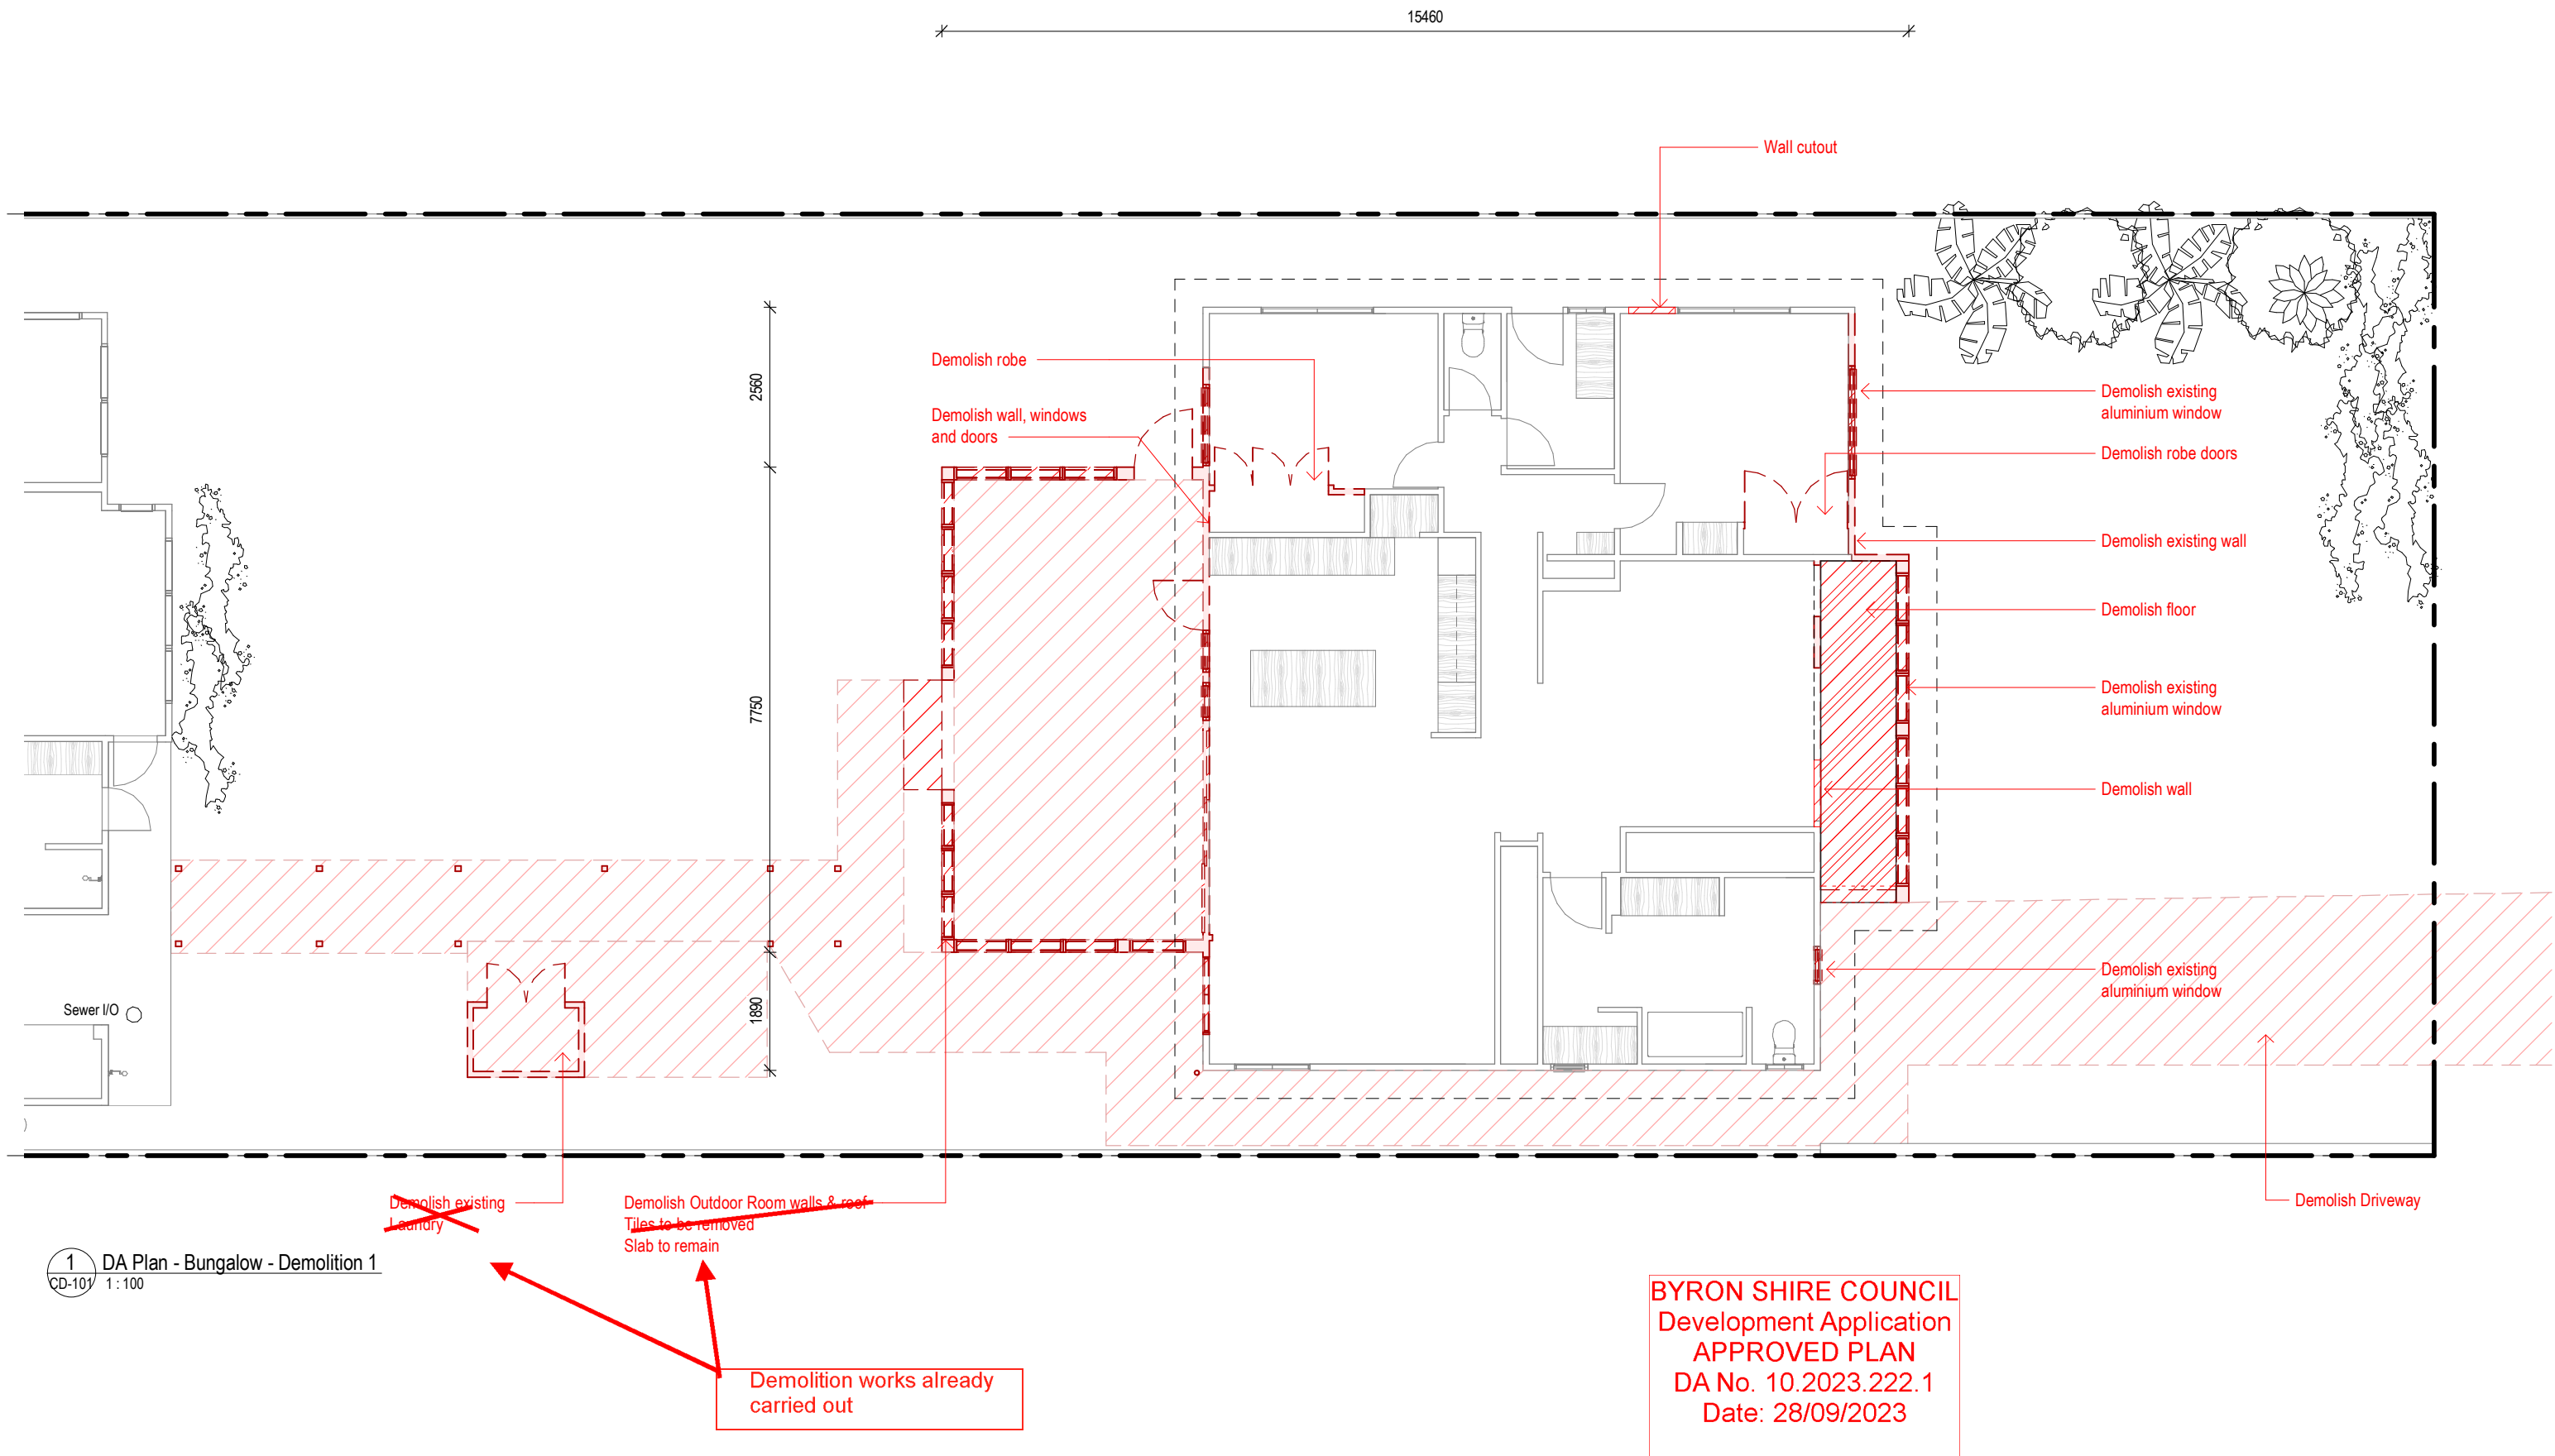 15460
Wall cutout
Demolish robe
Demolish wall, windows
and doors
2560
7750
1890
Demolish existing
aluminium window
Demolish robe doors
Demolish existing wall
Demolish floor
Demolish existing
aluminium window
Demolish wall
Demolish existing
aluminium window
Sewer I/O
Demolish existing
Laundry
Demolish Outdoor Room walls & roof
Tiles to be removed
Slab to remain
Demolish Driveway
1
CD-101
DA Plan - Bungalow - Demolition 1
1 : 100
Demolition works already
carried out
BYRON SHIRE COUNCIL
Development Application
APPROVED PLAN
DA No. 10.2023.222.1
Date: 28/09/2023